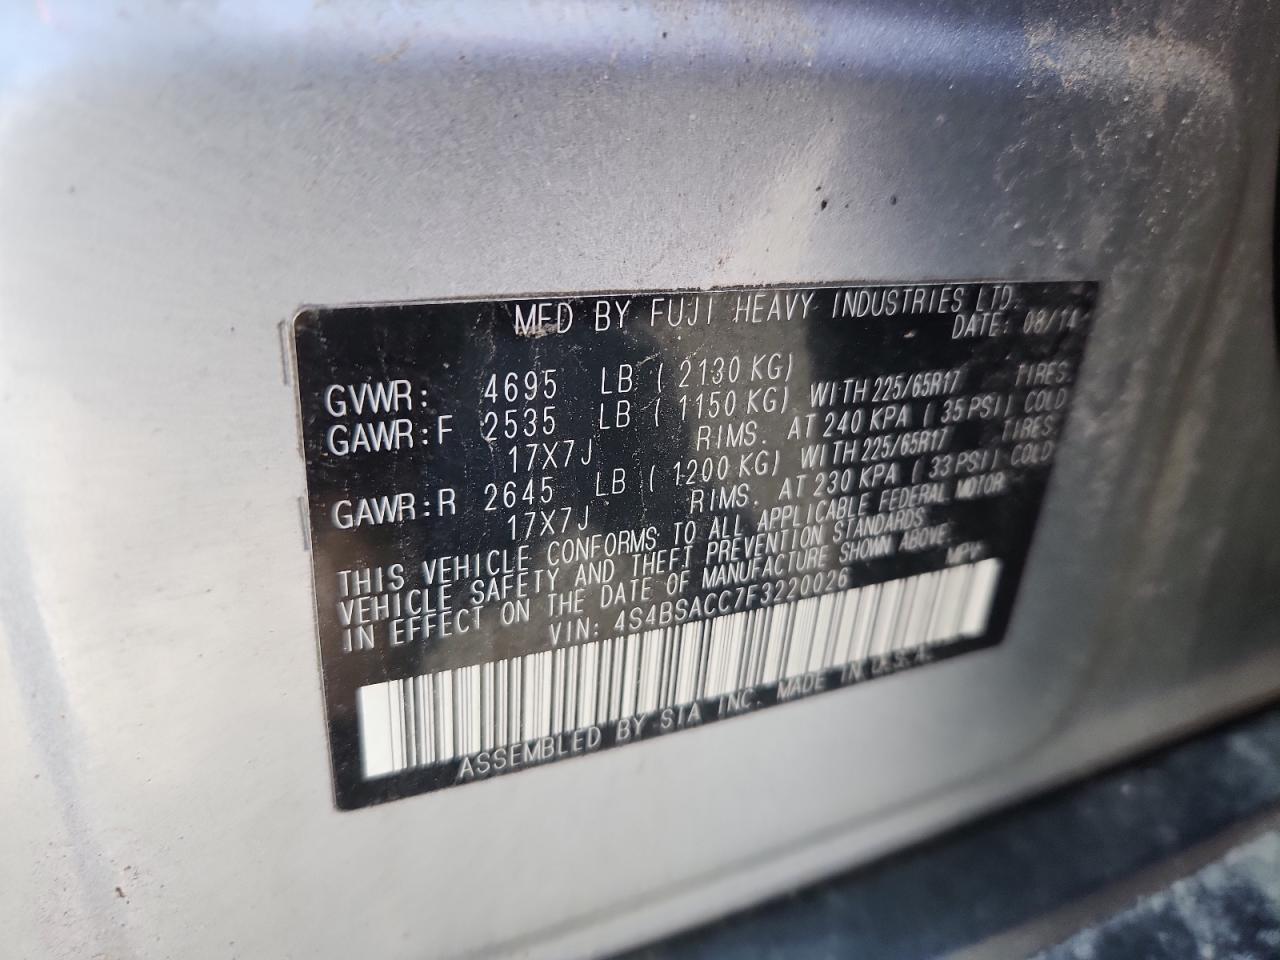 MFD BY FUJI HEAVY INDUSTRIES LTD.
DATE: 08/14
GVWR: 4695 LB ( 2130 KG)
GAWR:F 2535 LB ( 1150 KG) WITH 225/65R17 TIRES.
17X7J RIMS. AT 240 KPA ( 35 PSI) COLD
GAWR:R 2645 LB ( 1200 KG) WITH 225/65R17 TIRES.
17X7J RIMS. AT 230 KPA ( 33 PSI) COLD
THIS VEHICLE CONFORMS TO ALL APPLICABLE FEDERAL MOTOR
VEHICLE SAFETY AND THEFT PREVENTION STANDARDS
IN EFFECT ON THE DATE OF MANUFACTURE SHOWN ABOVE.
VIN: 4S4BSACC7F3220026 MPV
ASSEMBLED BY SIA INC. MADE IN U.S.A.